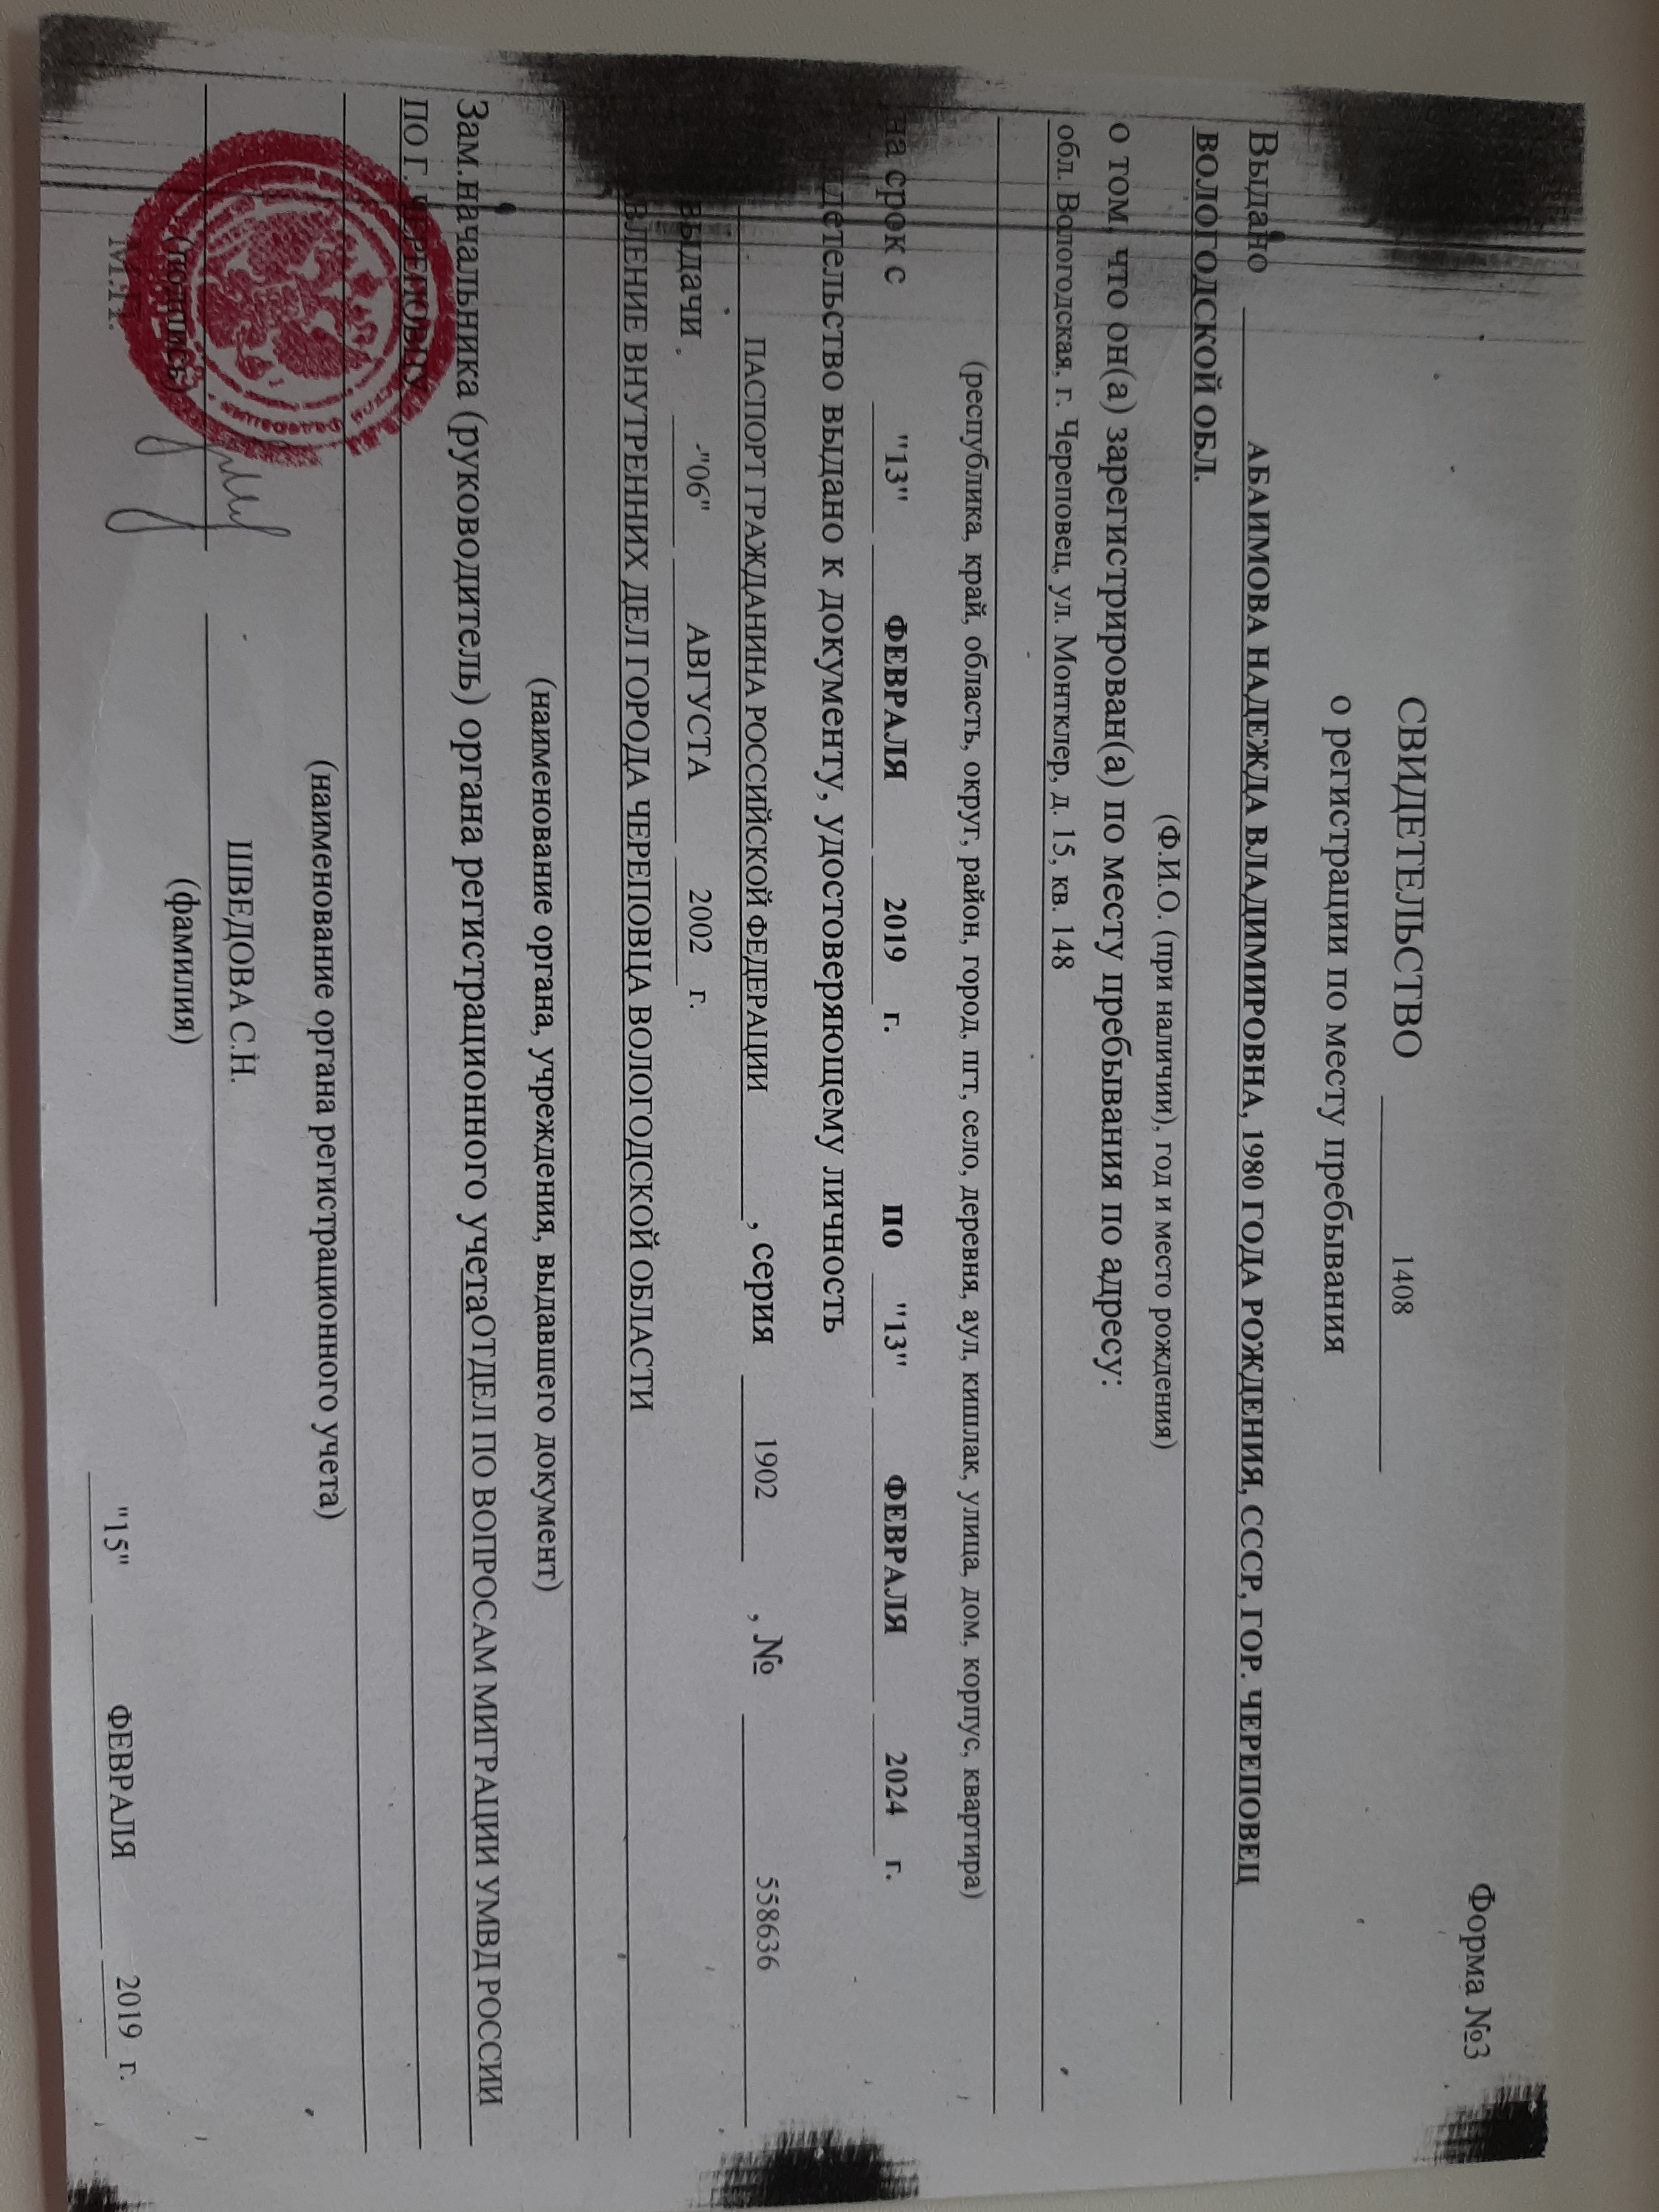 Форма №3
СВИДЕТЕЛЬСТВО 1408
о регистрации по месту пребывания
Выдано АБАИМОВА НАДЕЖДА ВЛАДИМИРОВНА, 1980 ГОДА РОЖДЕНИЯ, СССР, ГОР. ЧЕРЕПОВЕЦ
ВОЛОГОДСКОЙ ОБЛ.
(Ф.И.О. (при наличии), год и место рождения)
о том, что он(а) зарегистрирован(а) по месту пребывания по адресу:
обл. Вологодская, г. Череповец, ул. Монтклер, д. 15, кв. 148
(республика, край, область, округ, район, город, пгт, село, деревня, аул, кишлак, улица, дом, корпус, квартира)
на срок с "13" ФЕВРАЛЯ 2019 г. по "13" ФЕВРАЛЯ 2024 г.
детельство выдано к документу, удостоверяющему личность
ПАСПОРТ ГРАЖДАНИНА РОССИЙСКОЙ ФЕДЕРАЦИИ , серия 1902 , № 558636
выдачи "06" АВГУСТА 2002 г.
ВЛЕНИЕ ВНУТРЕННИХ ДЕЛ ГОРОДА ЧЕРЕПОВЦА ВОЛОГОДСКОЙ ОБЛАСТИ
(наименование органа, учреждения, выдавшего документ)
Зам.начальника (руководитель) органа регистрационного учетаОТДЕЛ ПО ВОПРОСАМ МИГРАЦИИ УМВД РОССИИ
ПО Г. ЧЕРЕПОВЦУ
(наименование органа регистрационного учета)
ШВЕДОВА С.Н.
(подпись) (фамилия)
М.П. "15" ФЕВРАЛЯ 2019 г.